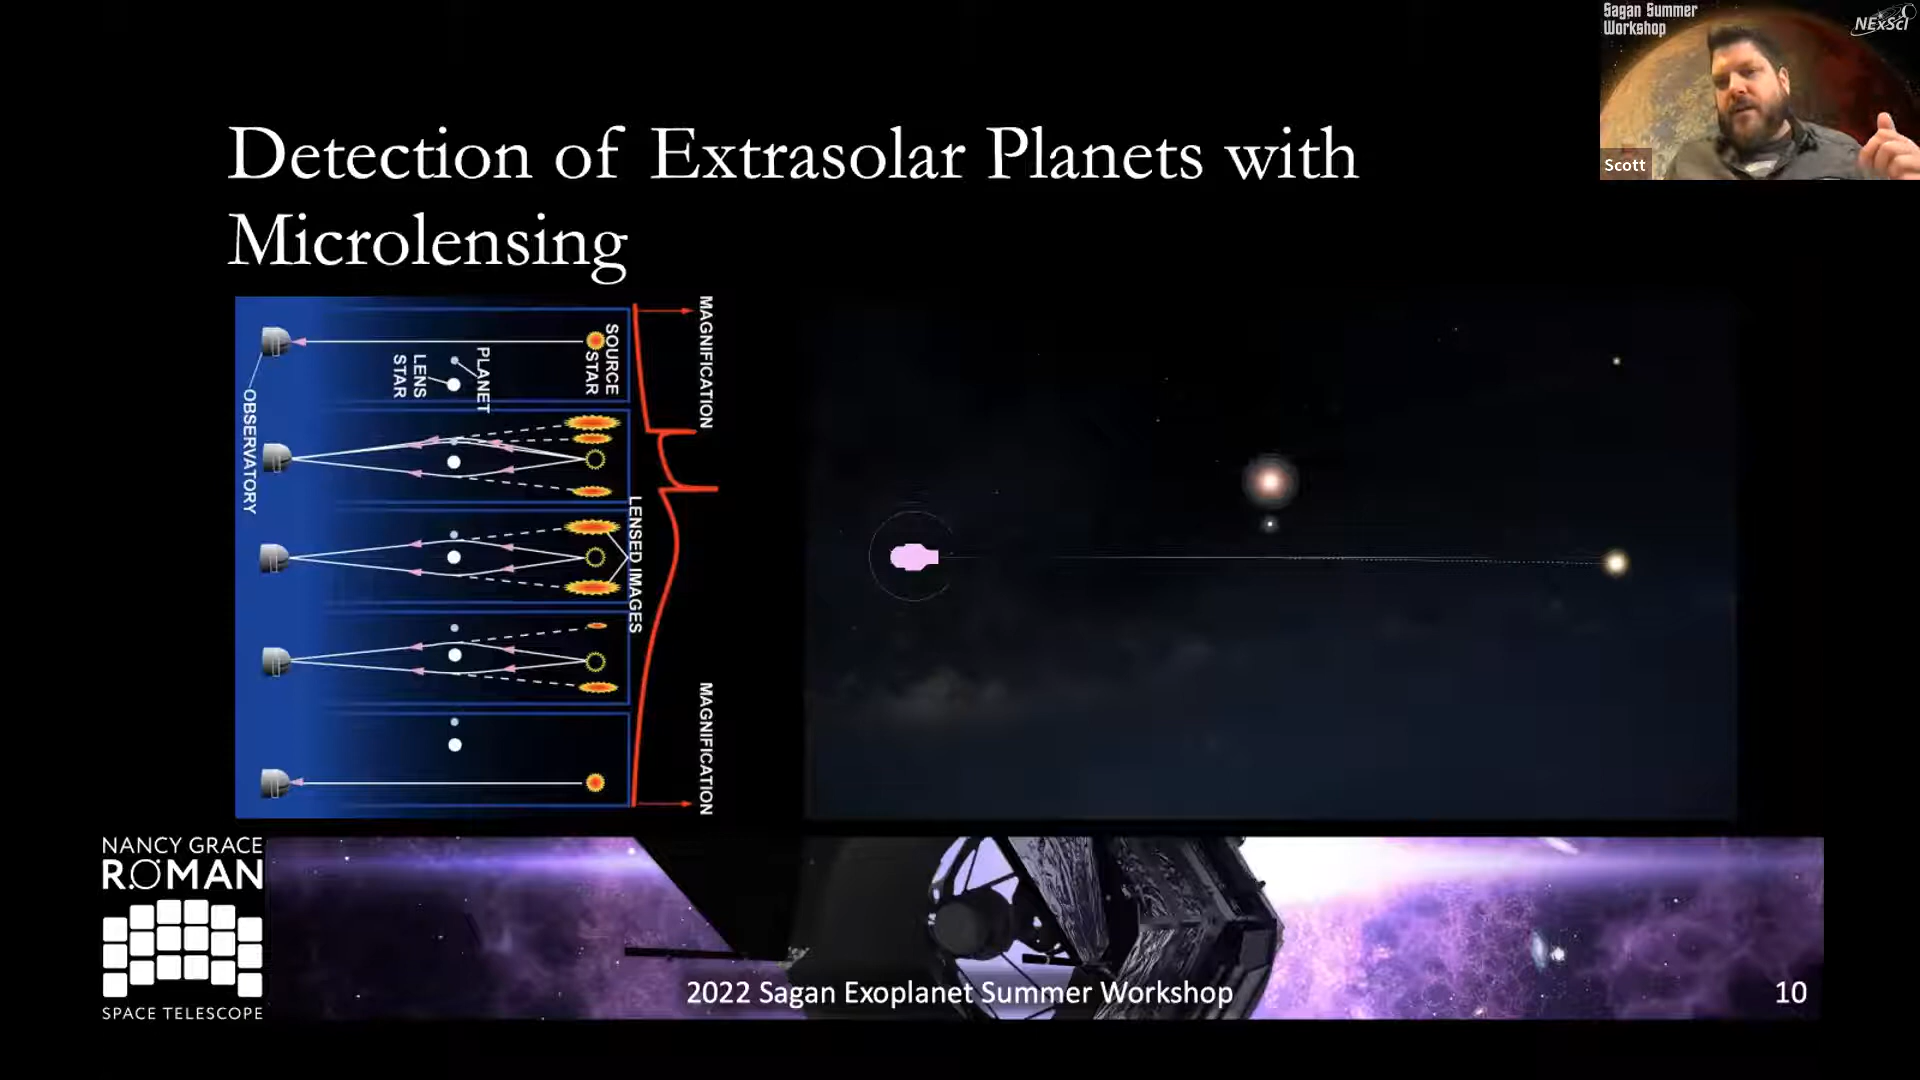 Sagan Summer
Workshop
NExScI
Scott
Detection of Extrasolar Planets with
Microlensing
MAGNIFICATION
SOURCE
STAR
PLANET
LENS
STAR
OBSERVATORY
LENSED IMAGES
MAGNIFICATION
NANCY GRACE
ROMAN
SPACE TELESCOPE
2022 Sagan Exoplanet Summer Workshop
10